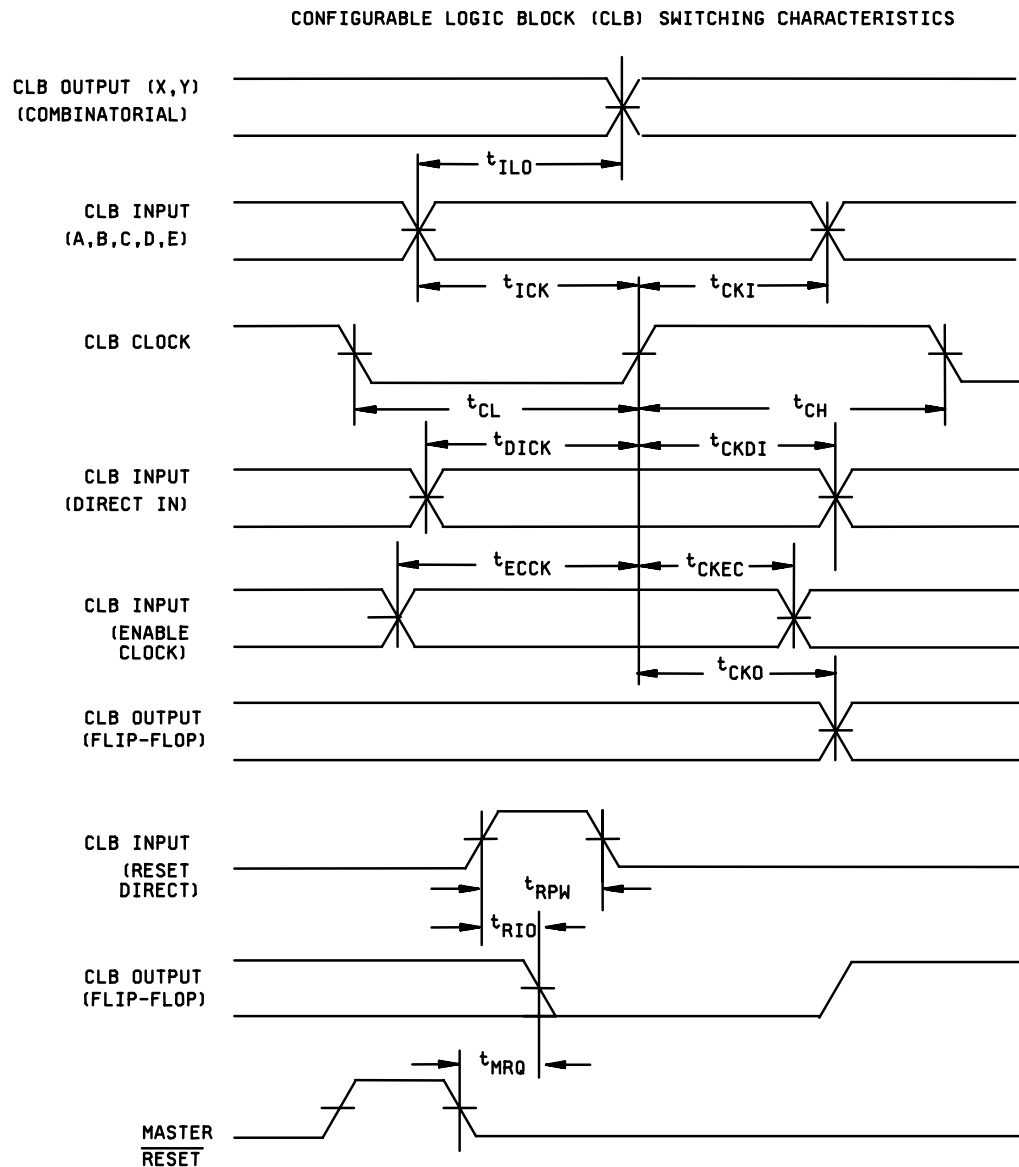 CONFIGURABLE LOGIC BLOCK (CLB) SWITCHING CHARACTERISTICS
CLB OUTPUT (X,Y)
(COMBINATORIAL)
tILO
CLB INPUT
(A,B,C,D,E)
tICK
tCKI
CLB CLOCK
tCL
tCH
tDICK
tCKDI
CLB INPUT
(DIRECT IN)
tECCK
tCKEC
CLB INPUT
(ENABLE
CLOCK)
tCKO
CLB OUTPUT
(FLIP-FLOP)
CLB INPUT
(RESET
DIRECT)
tRPW
tRIO
CLB OUTPUT
(FLIP-FLOP)
tMRQ
MASTER
RESET